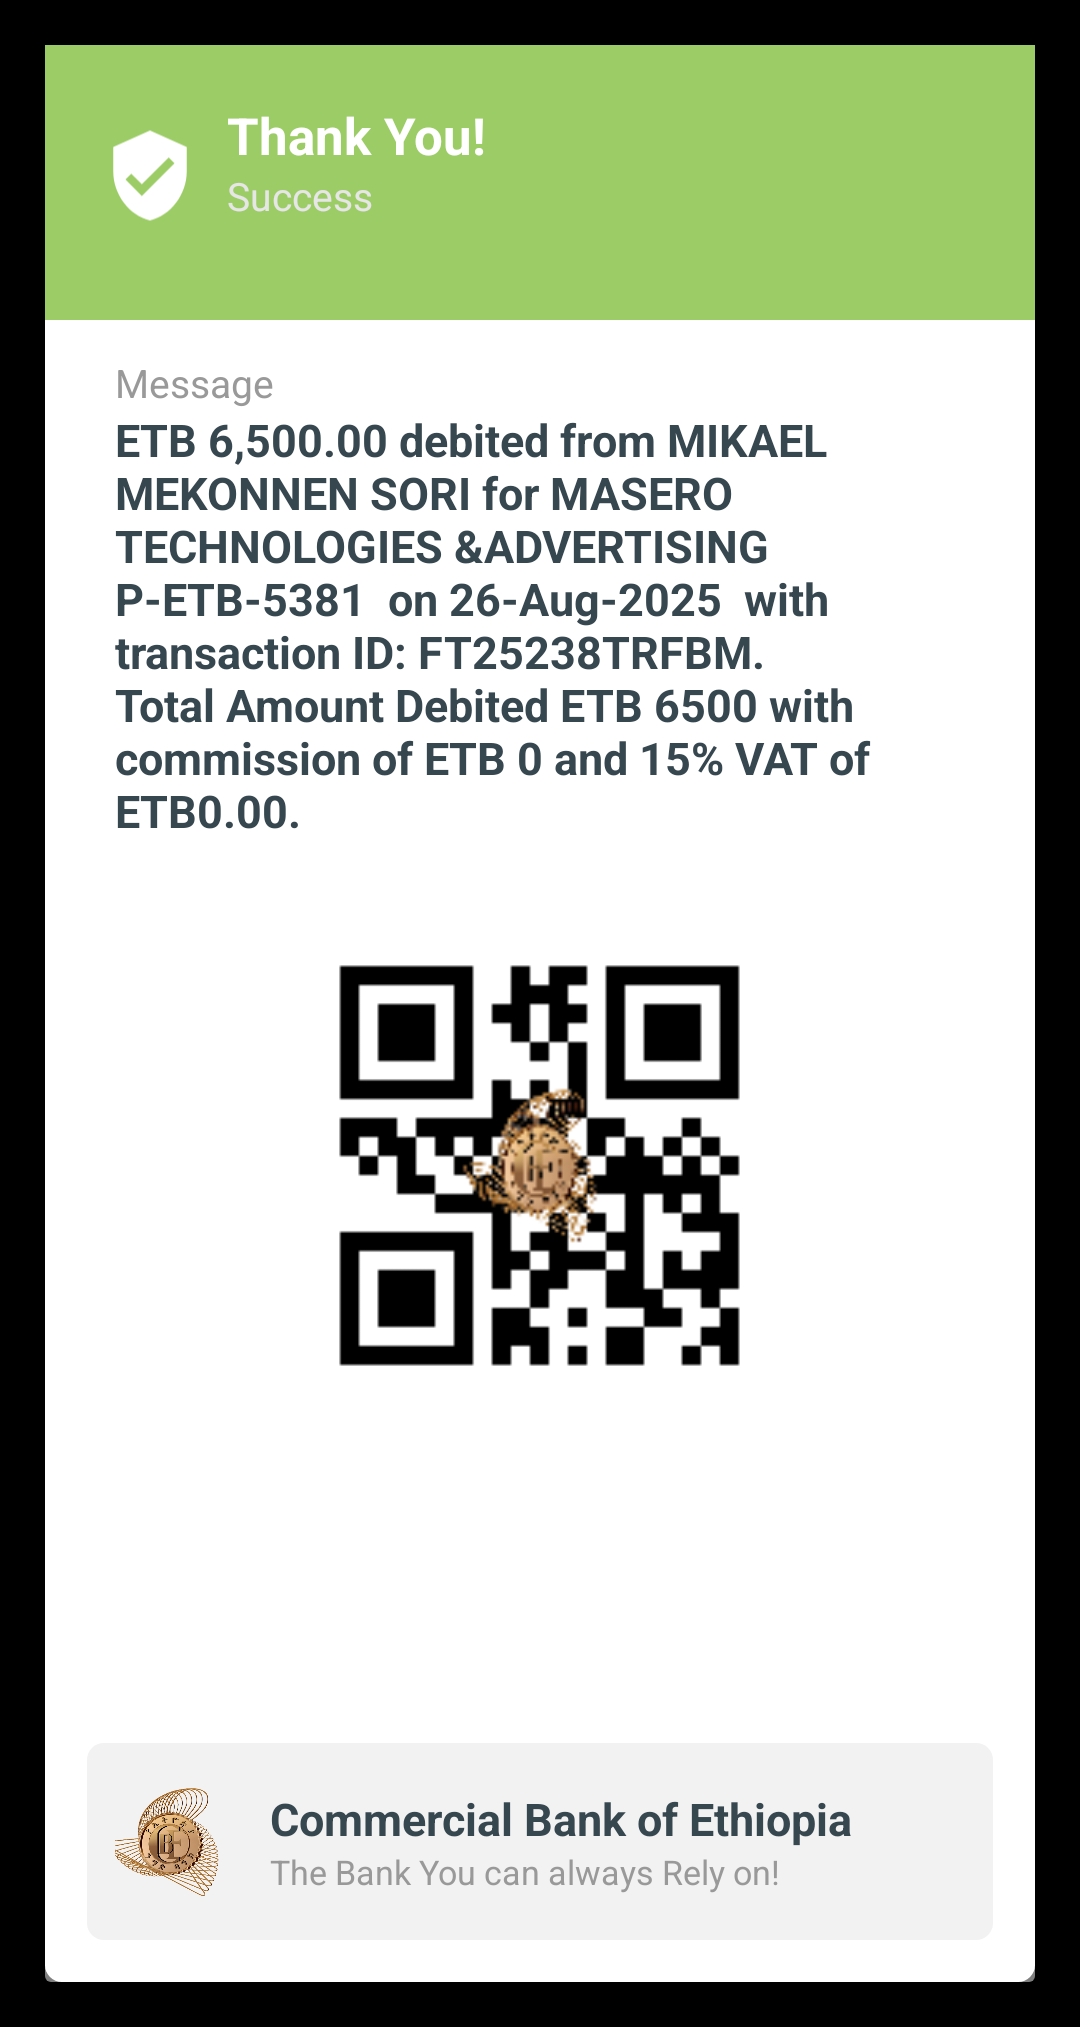 Thank You!
Success
Message
ETB 6,500.00 debited from MIKAEL
MEKONNEN SORI for MASERO
TECHNOLOGIES &ADVERTISING
P-ETB-5381  on 26-Aug-2025  with
transaction ID: FT25238TRFBM.
Total Amount Debited ETB 6500 with
commission of ETB 0 and 15% VAT of
ETB0.00.
Commercial Bank of Ethiopia
The Bank You can always Rely on!